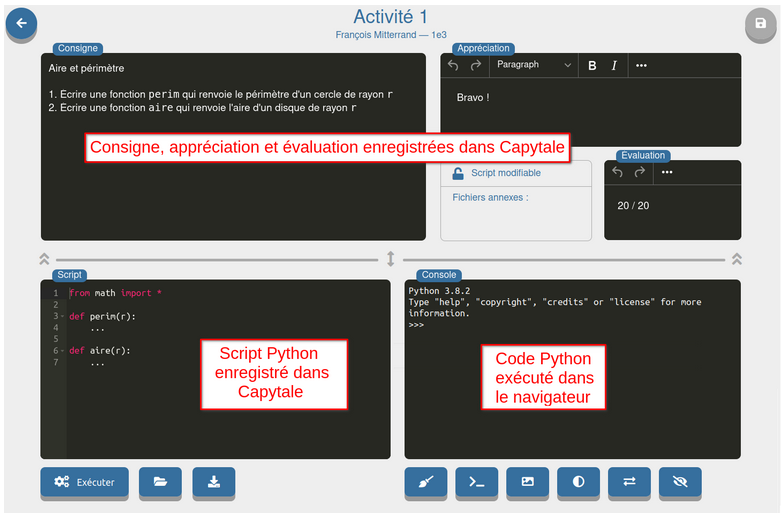 Activité 1
François Mitterrand — 1e3
Consigne
Aire et périmètre
1. Ecrire une fonction perim qui renvoie le périmètre d'un cercle de rayon r
2. Ecrire une fonction aire qui renvoie l'aire d'un disque de rayon r
Appréciation
Paragraph
B I
Bravo !
Consigne, appréciation et évaluation enregistrées dans Capytale
Script modifiable
Fichiers annexes :
Evaluation
20 / 20
Script
1 from math import *
2
3 def perim(r):
4 ...
5
6 def aire(r):
7 ...
Script Python
enregistré dans
Capytale
Console
Python 3.8.2
Type "help", "copyright", "credits" or "license" for more
information.
>>>
Code Python
exécuté dans
le navigateur
Exécuter